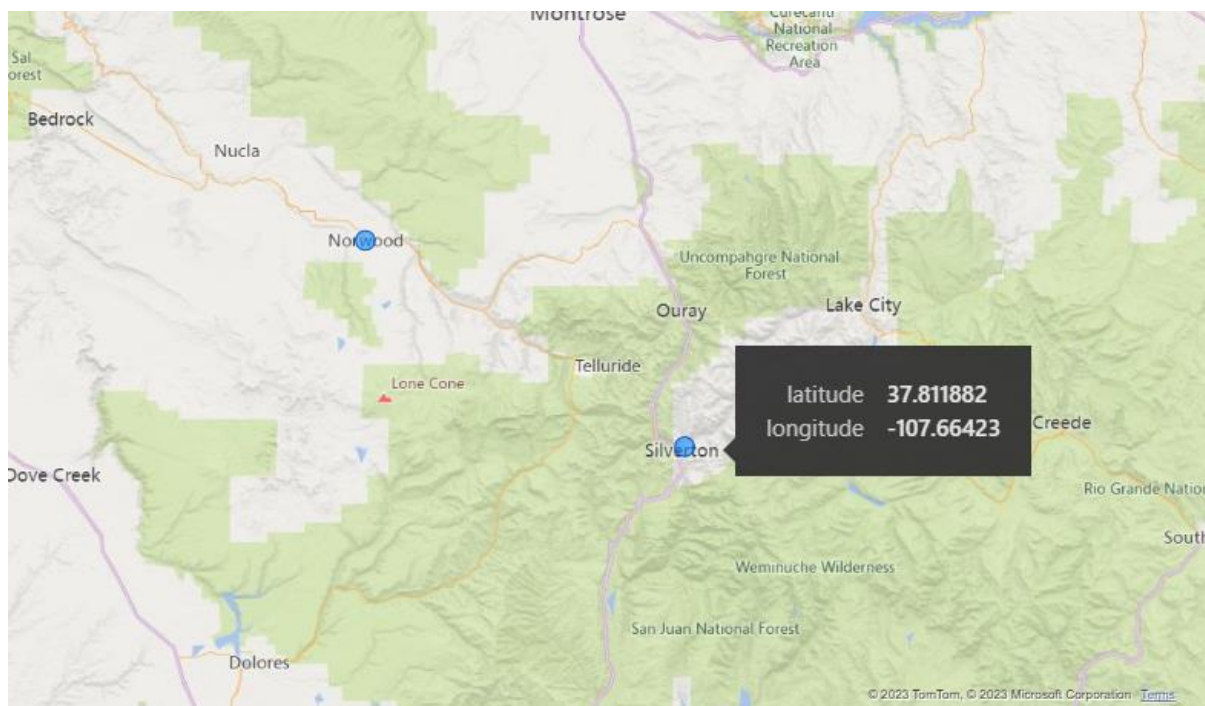 Montrose
Curecanti
National
Recreation
Area
Sal
orest
Bedrock
Nucla
Norwood
Uncompahgre National
Forest
Ouray
Lake City
Telluride
Lone Cone
latitude 37.811882
longitude -107.66423
Creede
Silverton
Dove Creek
Rio Grande Nation
South
Weminuche Wilderness
San Juan National Forest
Dolores
© 2023 TomTom, © 2023 Microsoft Corporation Terms